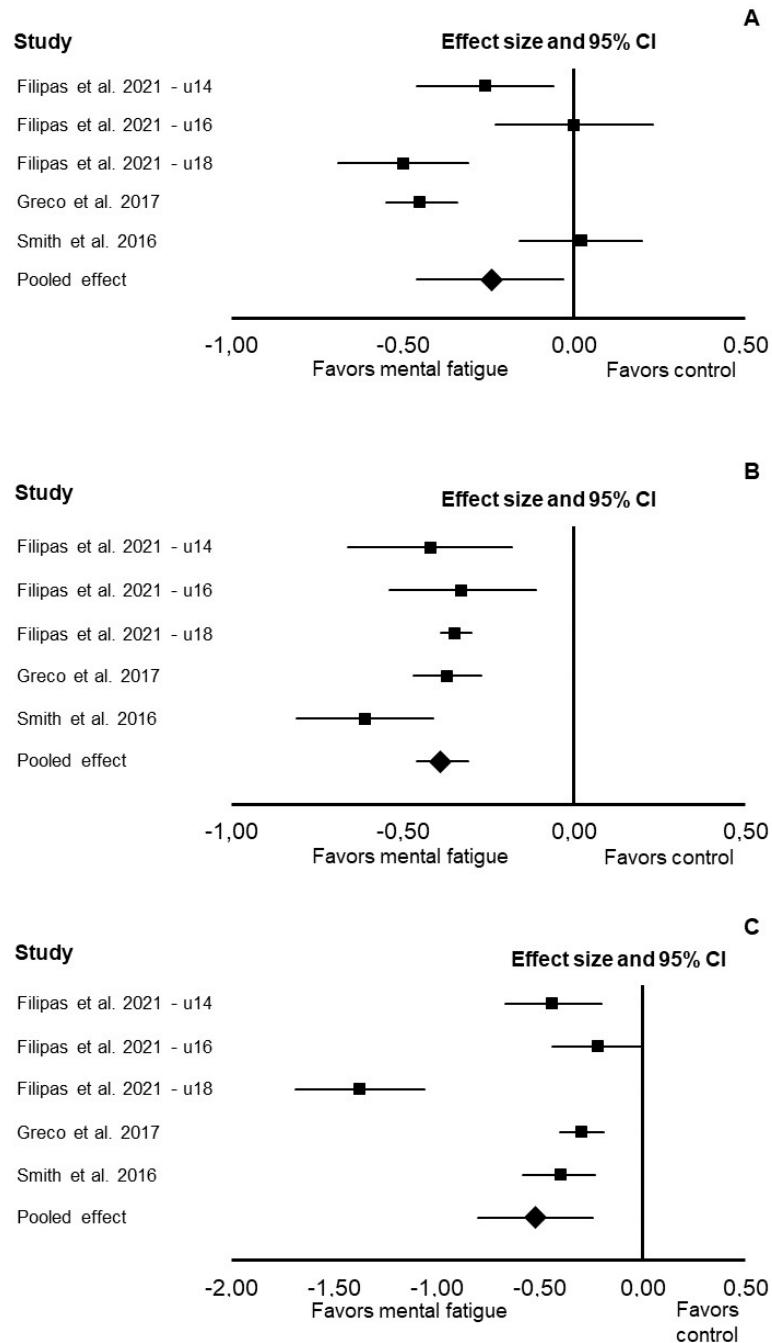 A
Study
Effect size and 95% CI
Filipas et al. 2021 - u14
Filipas et al. 2021 - u16
Filipas et al. 2021 - u18
Greco et al. 2017
Smith et al. 2016
Pooled effect
-1,00 -0,50 0,00 0,50
Favors mental fatigue Favors control
B
Study
Effect size and 95% CI
Filipas et al. 2021 - u14
Filipas et al. 2021 - u16
Filipas et al. 2021 - u18
Greco et al. 2017
Smith et al. 2016
Pooled effect
-1,00 -0,50 0,00 0,50
Favors mental fatigue Favors control
C
Study
Effect size and 95% CI
Filipas et al. 2021 - u14
Filipas et al. 2021 - u16
Filipas et al. 2021 - u18
Greco et al. 2017
Smith et al. 2016
Pooled effect
-2,00 -1,50 -1,00 -0,50 0,00 0,50
Favors mental fatigue Favors
control